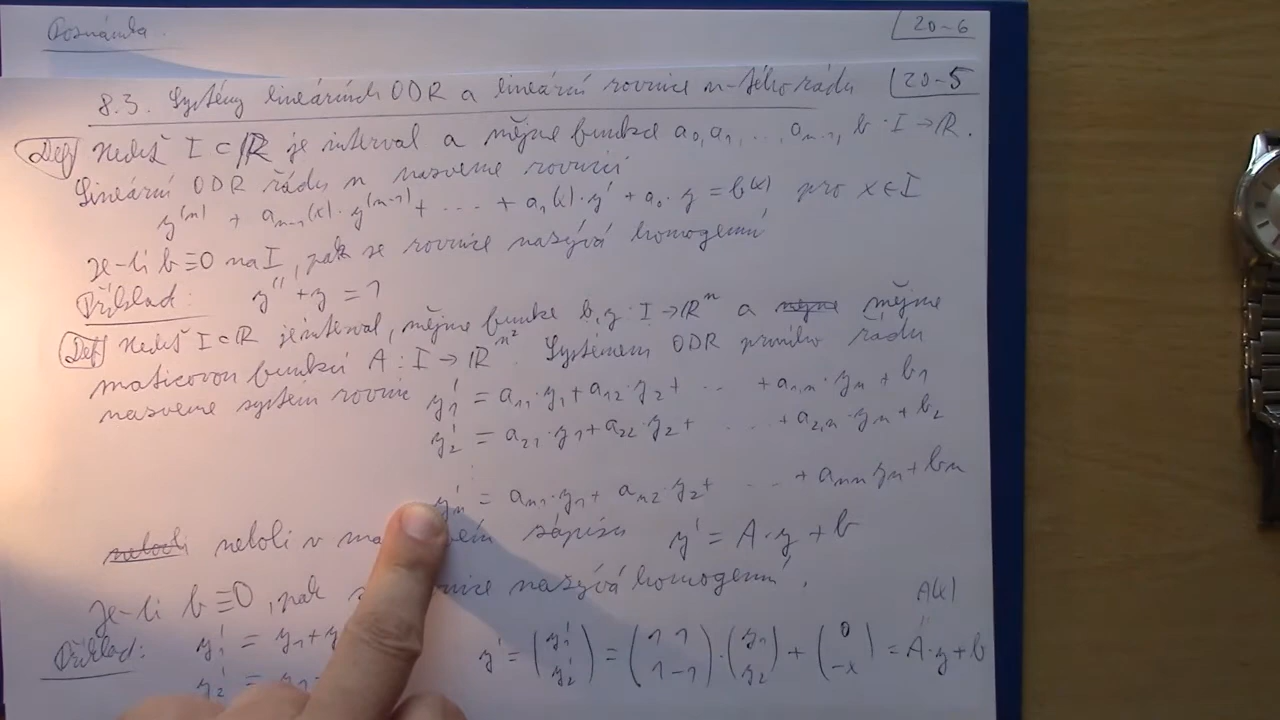 Poznámka. 20-6
8.3. Systémy lineárních ODR a lineární rovnice n-tého řádu 20-5
Def Nechť I ⊂ ℝ je interval a mějme funkce a₀, a₁, ..., aₙ₋₁, b : I → ℝ.
Lineární ODR řádu n nazveme rovnici
y⁽ⁿ⁾ + aₙ₋₁(x)·y⁽ⁿ⁻¹⁾ + ... + a₁(x)·y' + a₀·y = b(x) pro x ∈ I
Je-li b ≡ 0 na I, pak se rovnice nazývá homogenní
Příklad: y'' + y = 1
Def Nechť I ⊂ ℝ je interval, mějme funkce b, y : I → ℝⁿ a mějme
maticovou funkci A : I → ℝ^{n²}. Systémem ODR prvního řádu
nazveme systém rovnic y₁' = a₁₁·y₁ + a₁₂·y₂ + ... + a₁,ₙ·yₙ + b₁
y₂' = a₂₁·y₁ + a₂₂·y₂ + ... + a₂,ₙ·yₙ + b₂
yₙ' = aₙ₁·y₁ + aₙ₂·y₂ + ... + aₙₙ yₙ + bₙ
neboli v zápisu y' = A·y + b
Je-li b ≡ 0, pak nazývá homogenní.
A(x)
Příklad: y₁' = y₁ + y y' = (y₁' y₂') = (1 1 1 -1)·(y₁ y₂) + (0 -x) = A·y + b
y₂' = y₁ -